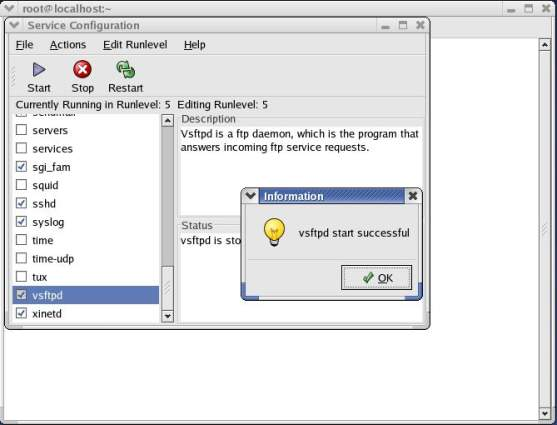 root@localhost:~
Service Configuration
File Actions Edit Runlevel Help
Start Stop Restart
Currently Running in Runlevel: 5 Editing Runlevel: 5
servers
services
sgi_fam
squid
sshd
syslog
time
time-udp
tux
vsftpd
xinetd
Description
Vsftpd is a ftp daemon, which is the program that
answers incoming ftp service requests.
Status
vsftpd is sto
Information
vsftpd start successful
OK